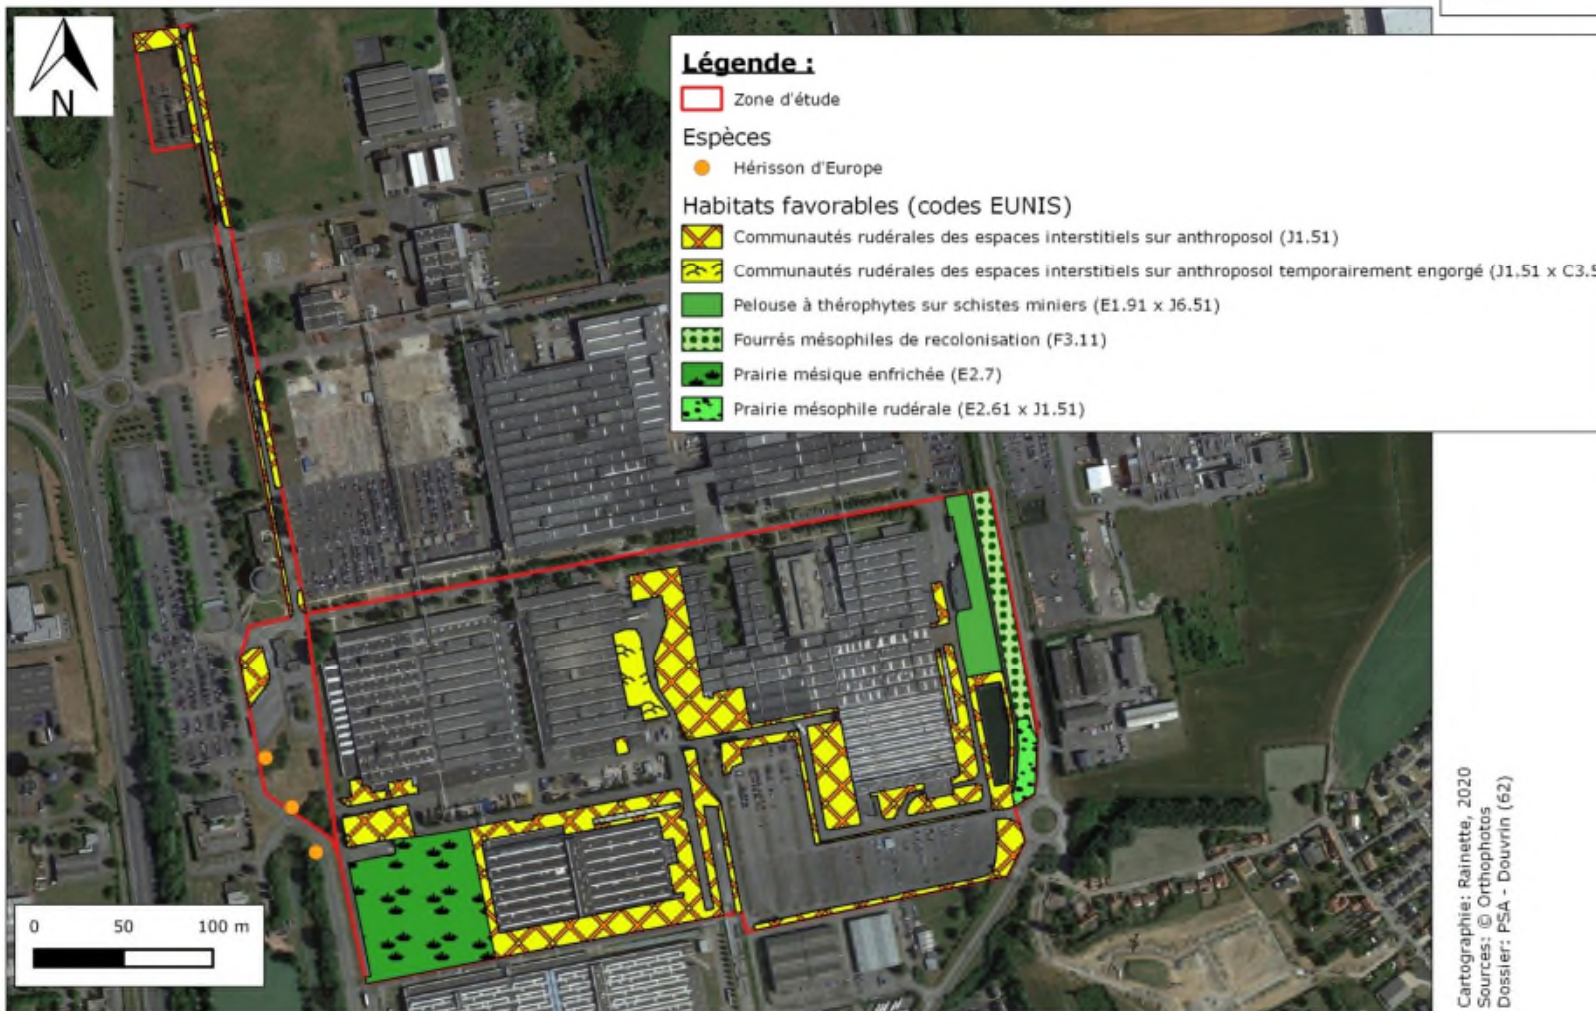 N
Légende :
Zone d'étude
Espèces
Hérisson d'Europe
Habitats favorables (codes EUNIS)
Communautés rudérales des espaces interstitiels sur anthroposol (J1.51)
Communautés rudérales des espaces interstitiels sur anthroposol temporairement engorgé (J1.51 x C3.5
Pelouse à thérophytes sur schistes miniers (E1.91 x J6.51)
Fourrés mésophiles de recolonisation (F3.11)
Prairie mésique enfrichée (E2.7)
Prairie mésophile rudérale (E2.61 x J1.51)
0 50 100 m
Cartographie: Rainette, 2020
Sources: © Orthophotos
Dossier: PSA - Douvrin (62)